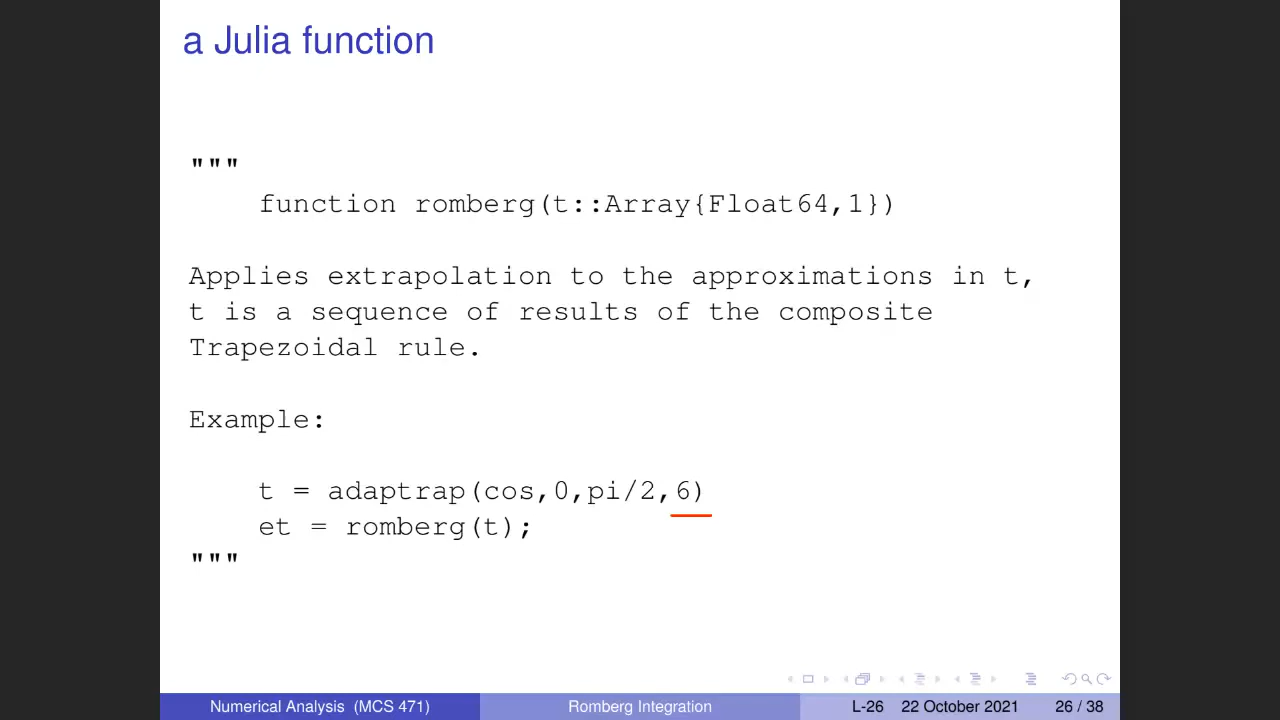 a Julia function
"""
function romberg(t::Array{Float64,1})
Applies extrapolation to the approximations in t,
t is a sequence of results of the composite
Trapezoidal rule.
Example:
t = adaptrap(cos,0,pi/2,6)
et = romberg(t);
"""
Numerical Analysis (MCS 471) Romberg Integration L-26 22 October 2021 26 / 38